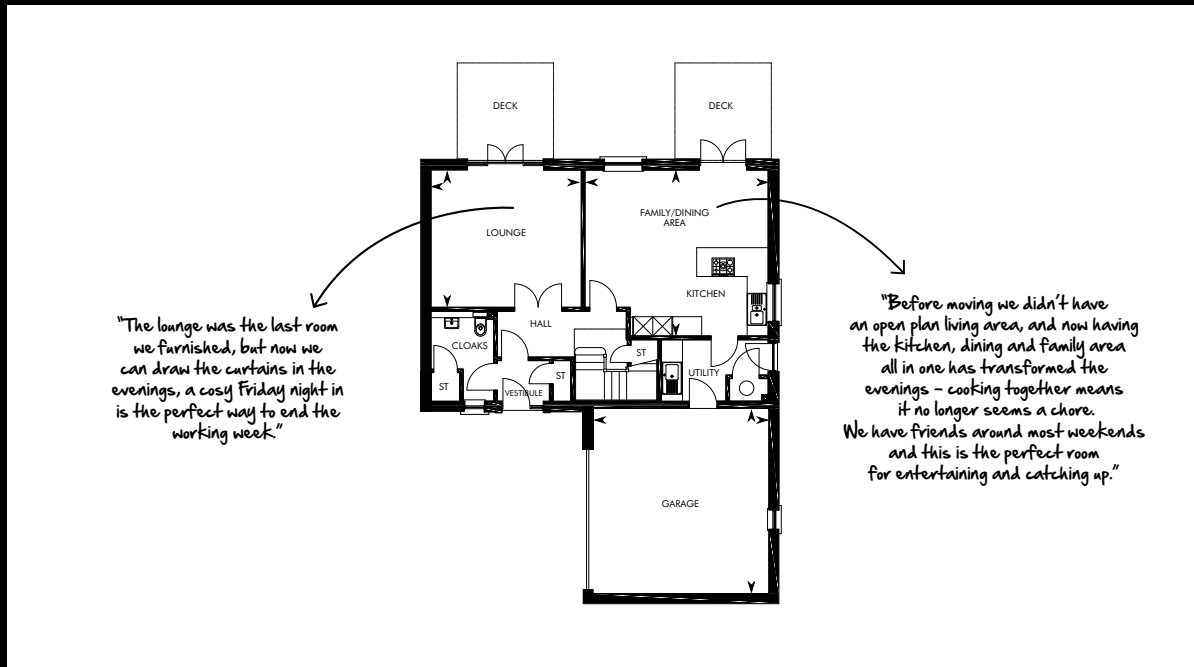 DECK
DECK
FAMILY/DINING
AREA
LOUNGE
KITCHEN
HALL
CLOAKS
ST
UTILITY
ST
ST
VESTIBULE
GARAGE
"The lounge was the last room
we furnished, but now we
can draw the curtains in the
evenings, a cosy Friday night in
is the perfect way to end the
working week."
"Before moving we didn't have
an open plan living area, and now having
the kitchen, dining and family area
all in one has transformed the
evenings – cooking together means
it no longer seems a chore.
We have friends around most weekends
and this is the perfect room
for entertaining and catching up."